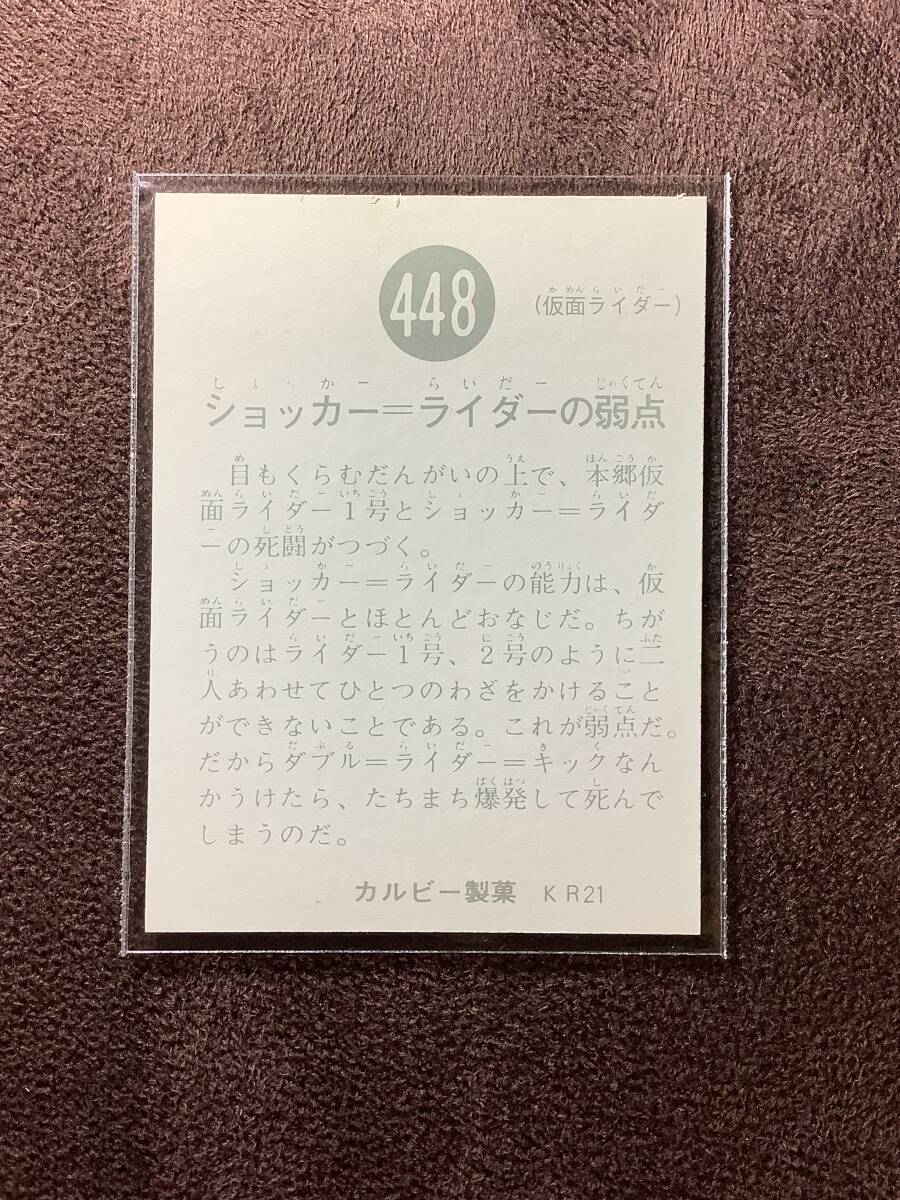 448
(仮面ライダー)
ショッカー＝ライダーの弱点
目もくらむだんがいの上で、本郷仮
面ライダー1号とショッカー＝ライダ
ーの死闘がつづく。
ショッカー＝ライダーの能力は、仮
面ライダーとほとんどおなじだ。ちが
うのはライダー1号、2号のように二
人あわせてひとつのわざをかけること
ができないことである。これが弱点だ。
だからダブル＝ライダー＝キックなん
かうけたら、たちまち爆発して死んで
しまうのだ。
カルビー製菓 KR21